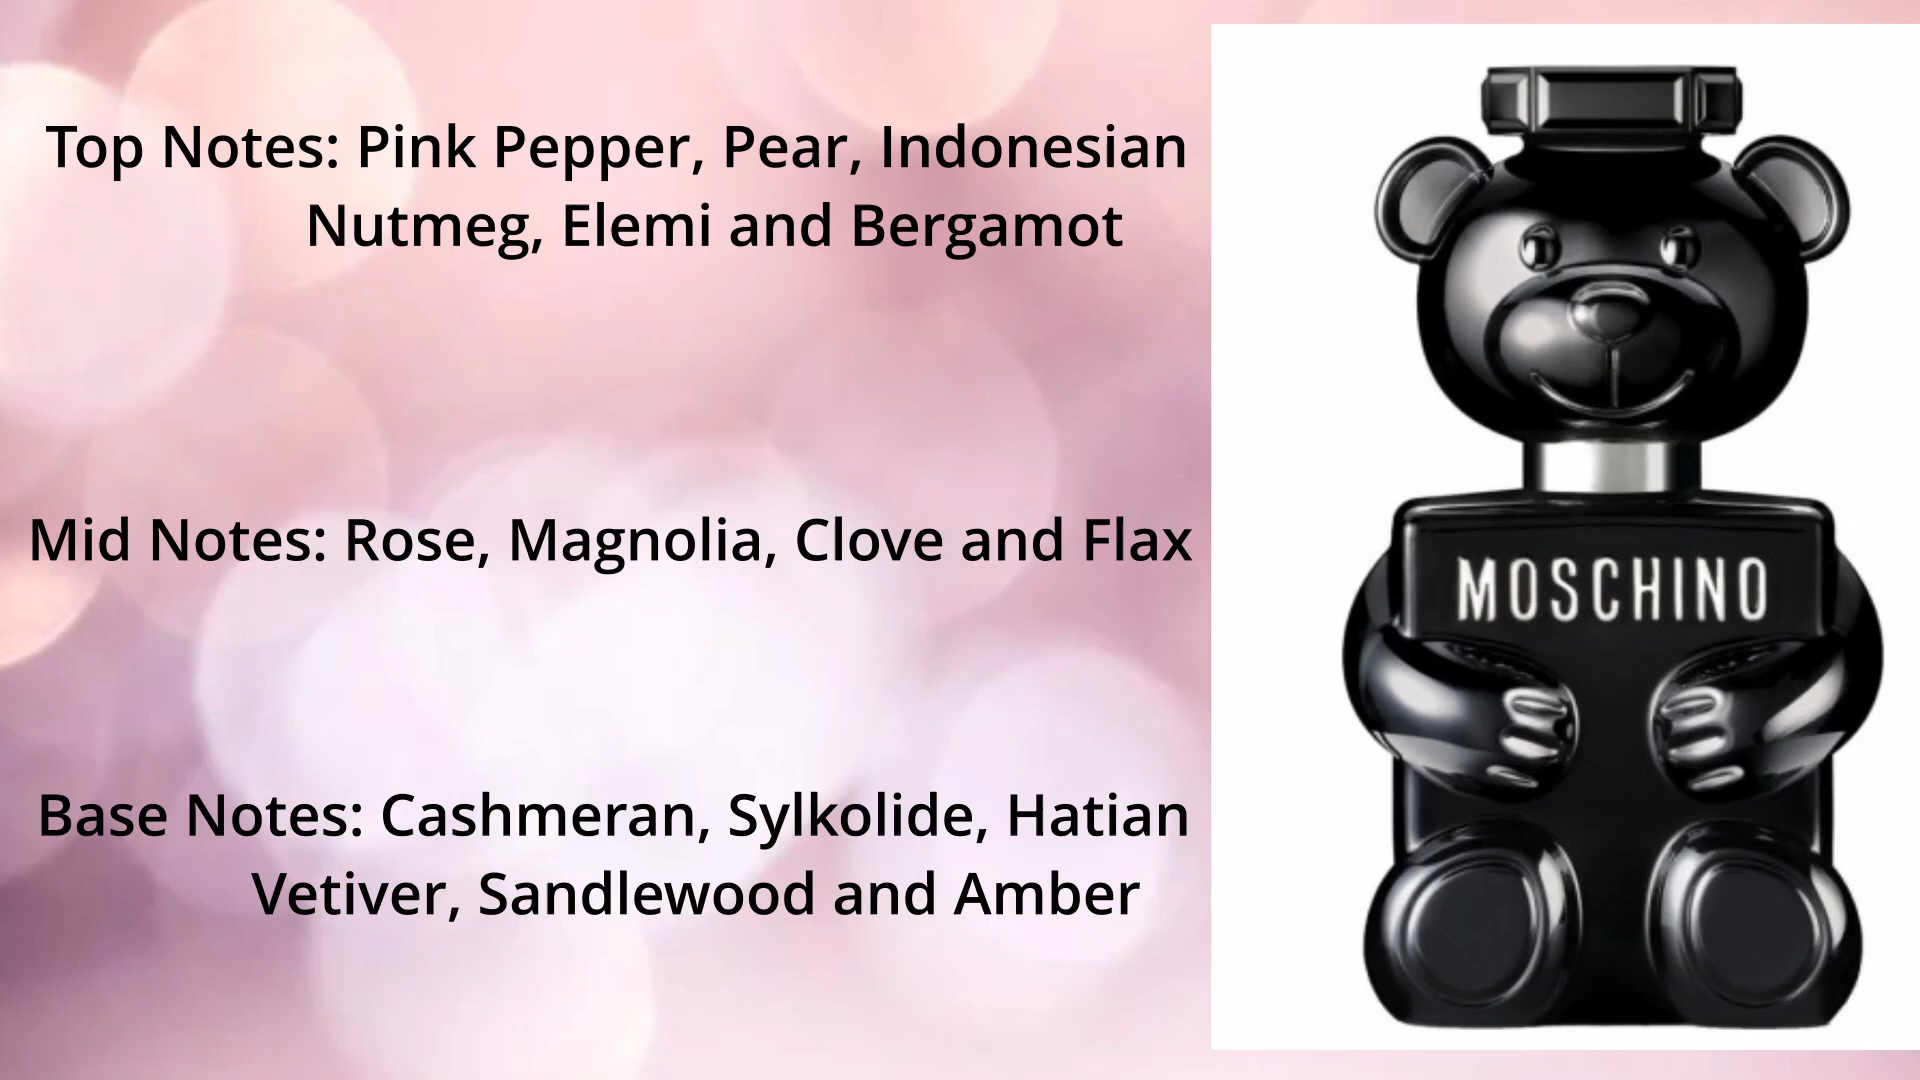 Top Notes: Pink Pepper, Pear, Indonesian
Nutmeg, Elemi and Bergamot
Mid Notes: Rose, Magnolia, Clove and Flax
Base Notes: Cashmeran, Sylkolide, Hatian
Vetiver, Sandlewood and Amber
MOSCHINO